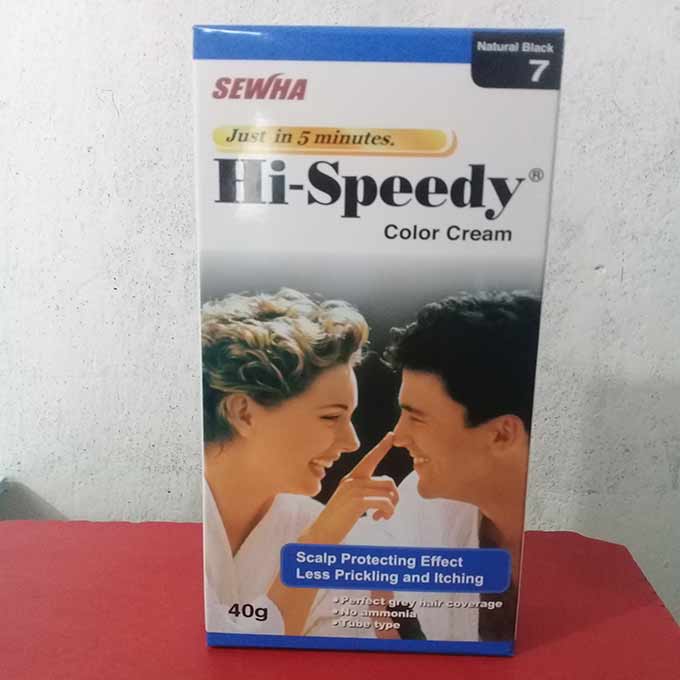 Natural Black
7
SEWHA
Just in 5 minutes.
Hi-Speedy®
Color Cream
Scalp Protecting Effect
Less Prickling and Itching
• Perfect grey hair coverage
• No ammonia
• Tube type
40g